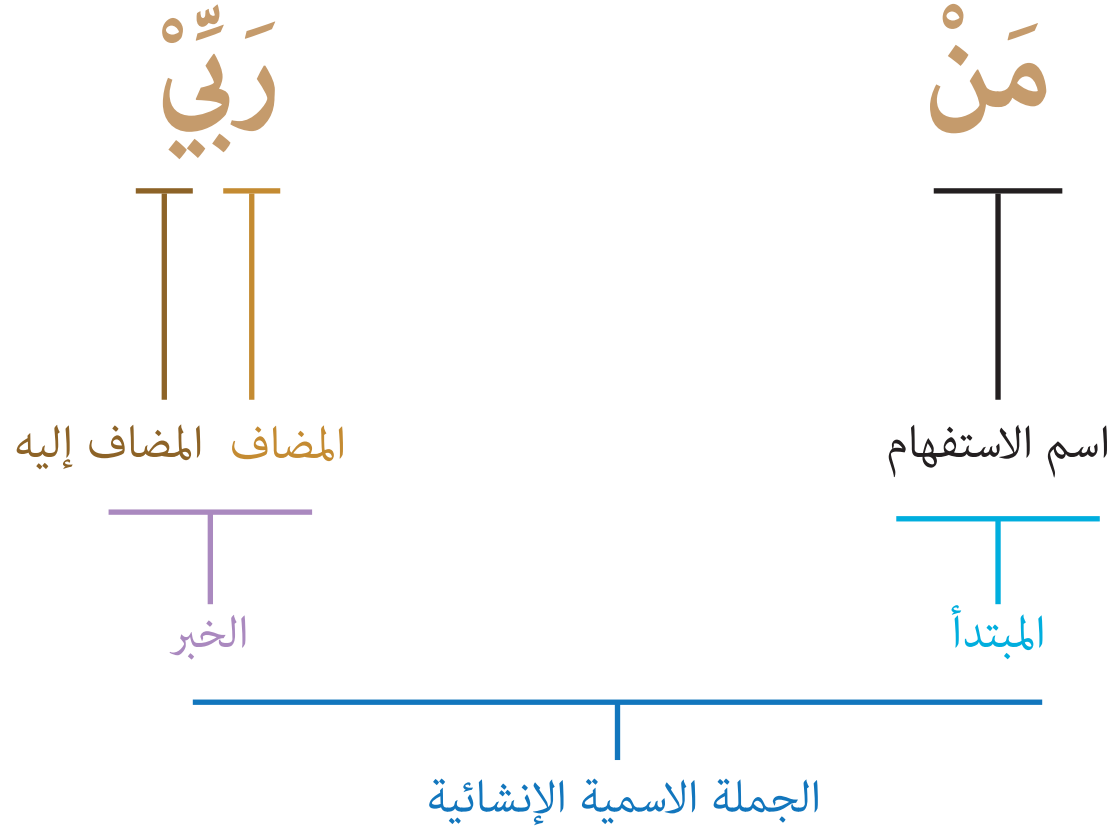 مَنْ رَبِّيْ
اسم الاستفهام المضاف المضاف إليه
المبتدأ الخبر
الجملة الاسمية الإنشائية